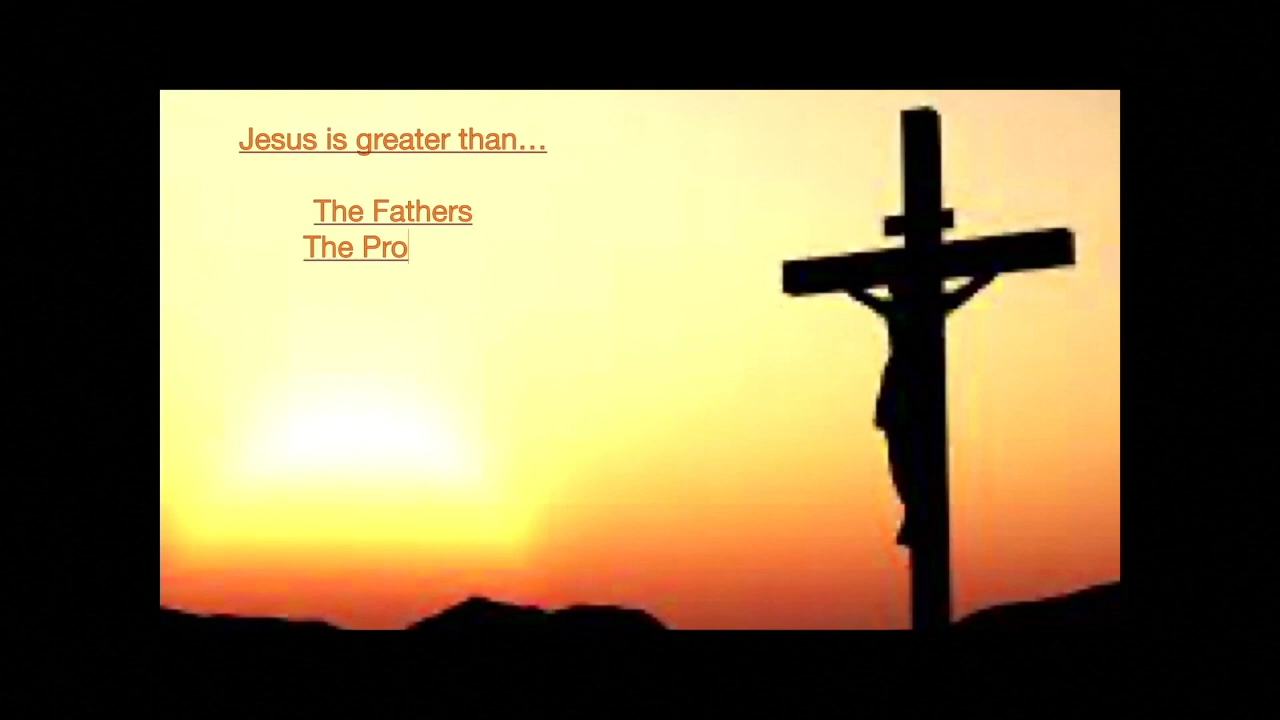 Jesus is greater than…
The Fathers
The Pro